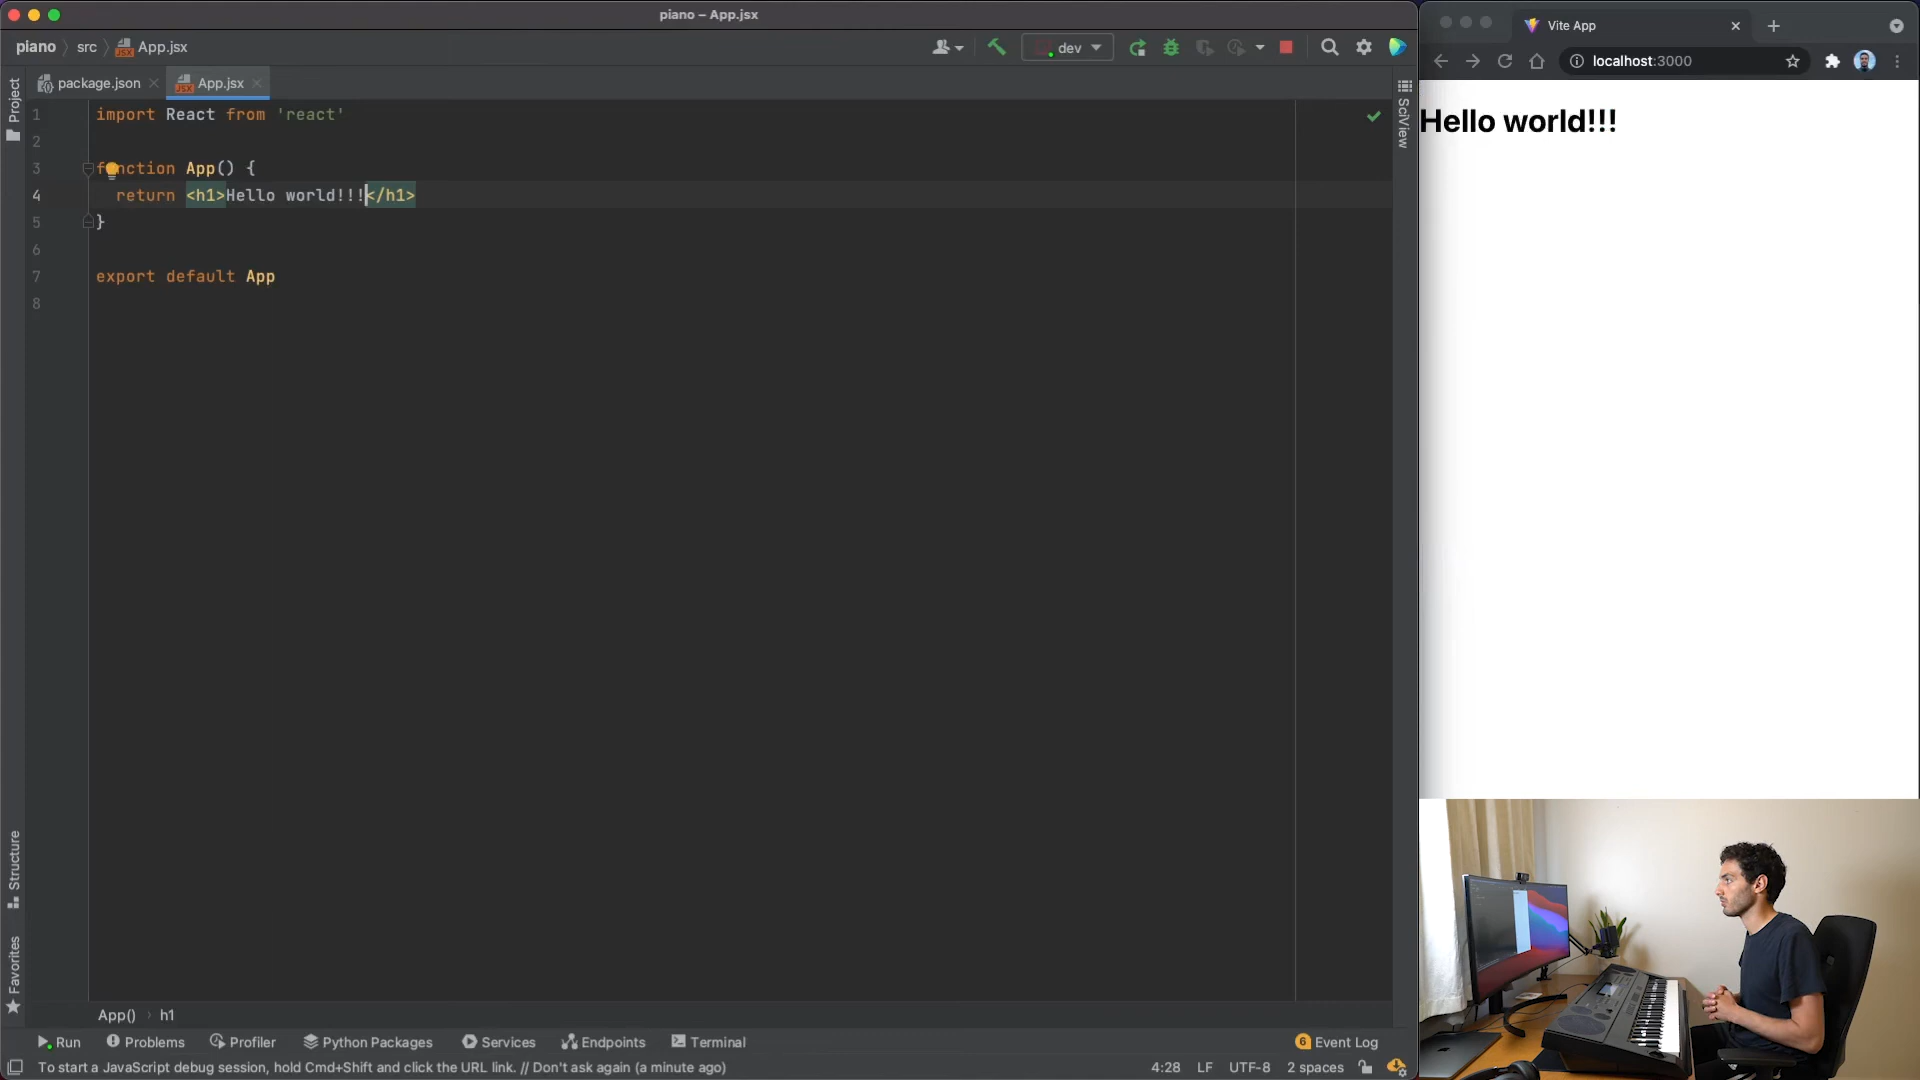 piano – App.jsx
piano src App.jsx
dev
package.json App.jsx
Project
SciView
1 import React from 'react'
2
3 function App() {
4 return <h1>Hello world!!!</h1>
5 }
6
7 export default App
8
Structure
Favorites
App() › h1
Run Problems Profiler Python Packages Services Endpoints Terminal 6 Event Log
To start a JavaScript debug session, hold Cmd+Shift and click the URL link. // Don't ask again (a minute ago) 4:28 LF UTF-8 2 spaces
Vite App
localhost:3000
Hello world!!!